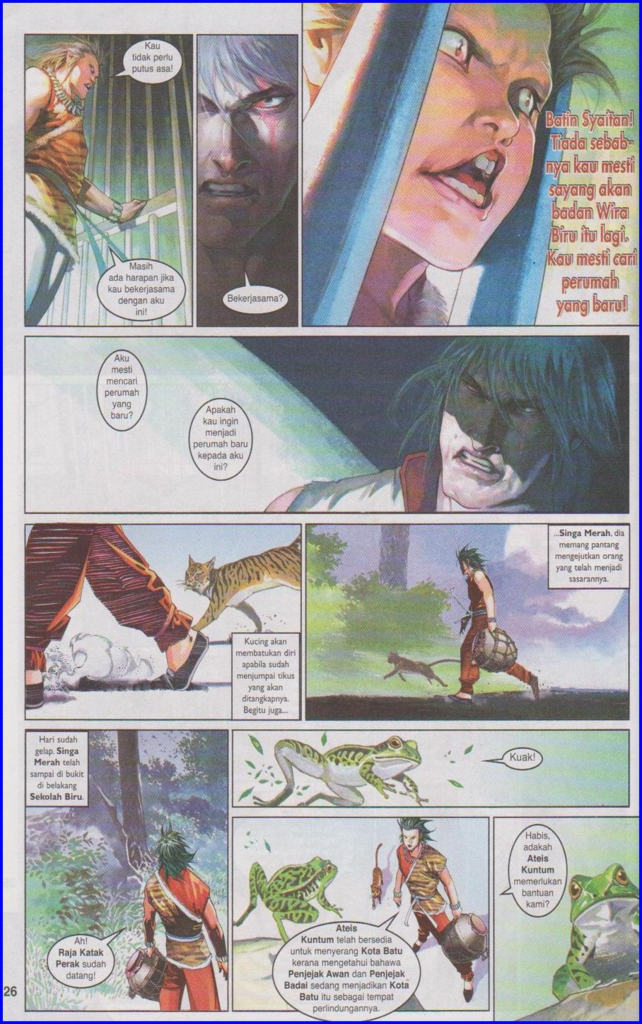 Kau
tidak perlu
putus asa!
Masih
ada harapan jika
kau bekerjasama
dengan aku
ini!
Bekerjasama?
Batin Syaitan!
Tiada sebab-
nya kau mesti
sayang akan
badan Wira
Biru itu lagi.
Kau mesti cari
perumah
yang baru!
Aku
mesti
mencari
perumah
yang
baru?
Apakah
kau ingin
menjadi
perumah baru
kepada aku
ini?
Kucing akan
membatukan diri
apabila sudah
menjumpai tikus
yang akan
ditangkapnya.
Begitu juga...
...Singa Merah, dia
memang pantang
mengejutkan orang
yang telah menjadi
sasarannya.
Hari sudah
gelap. Singa
Merah telah
sampai di bukit
di belakang
Sekolah Biru.
Ah!
Raja Katak
Perak sudah
datang!
Kuak!
Ateis
Kuntum telah bersedia
untuk menyerang Kota Batu
kerana mengetahui bahawa
Penjejak Awan dan Penjejak
Badai sedang menjadikan Kota
Batu itu sebagai tempat
perlindungannya.
Habis,
adakah
Ateis
Kuntum
memerlukan
bantuan
kami?
26